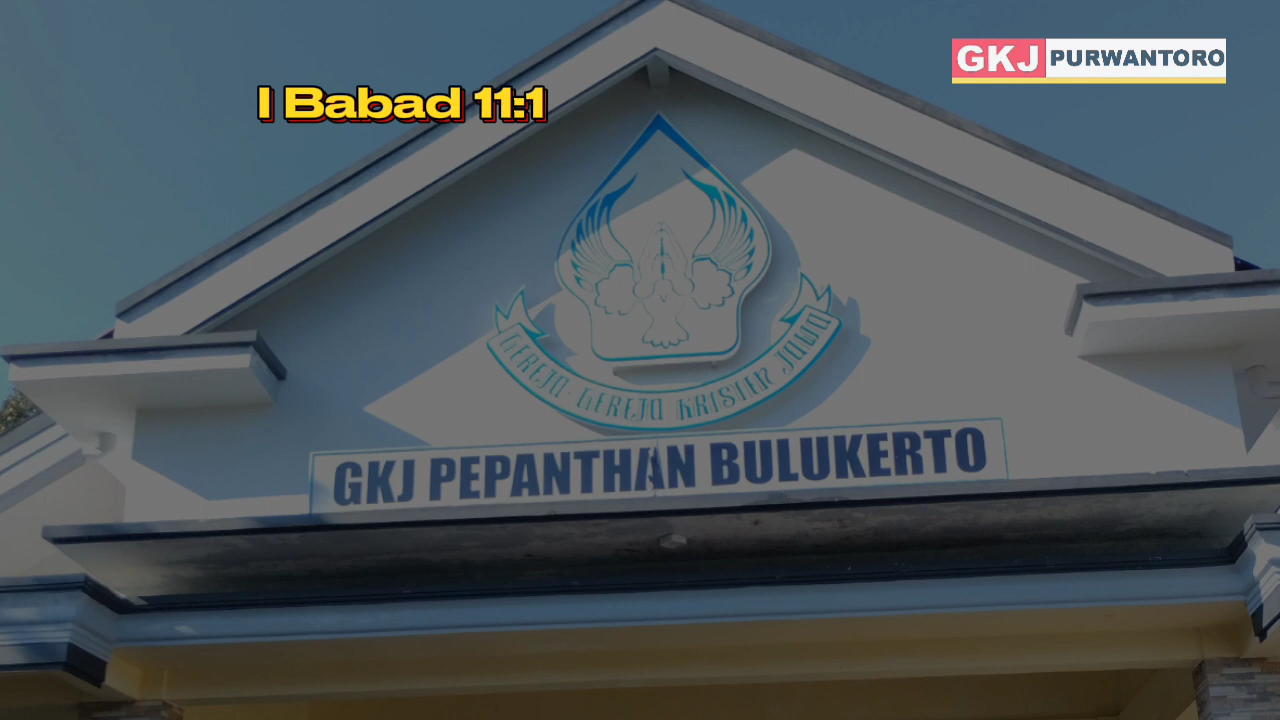 GKJ PURWANTORO
I Babad 11:1
GEREJA-GEREJA KRISTEN JAWA
GKJ PEPANTHAN BULUKERTO